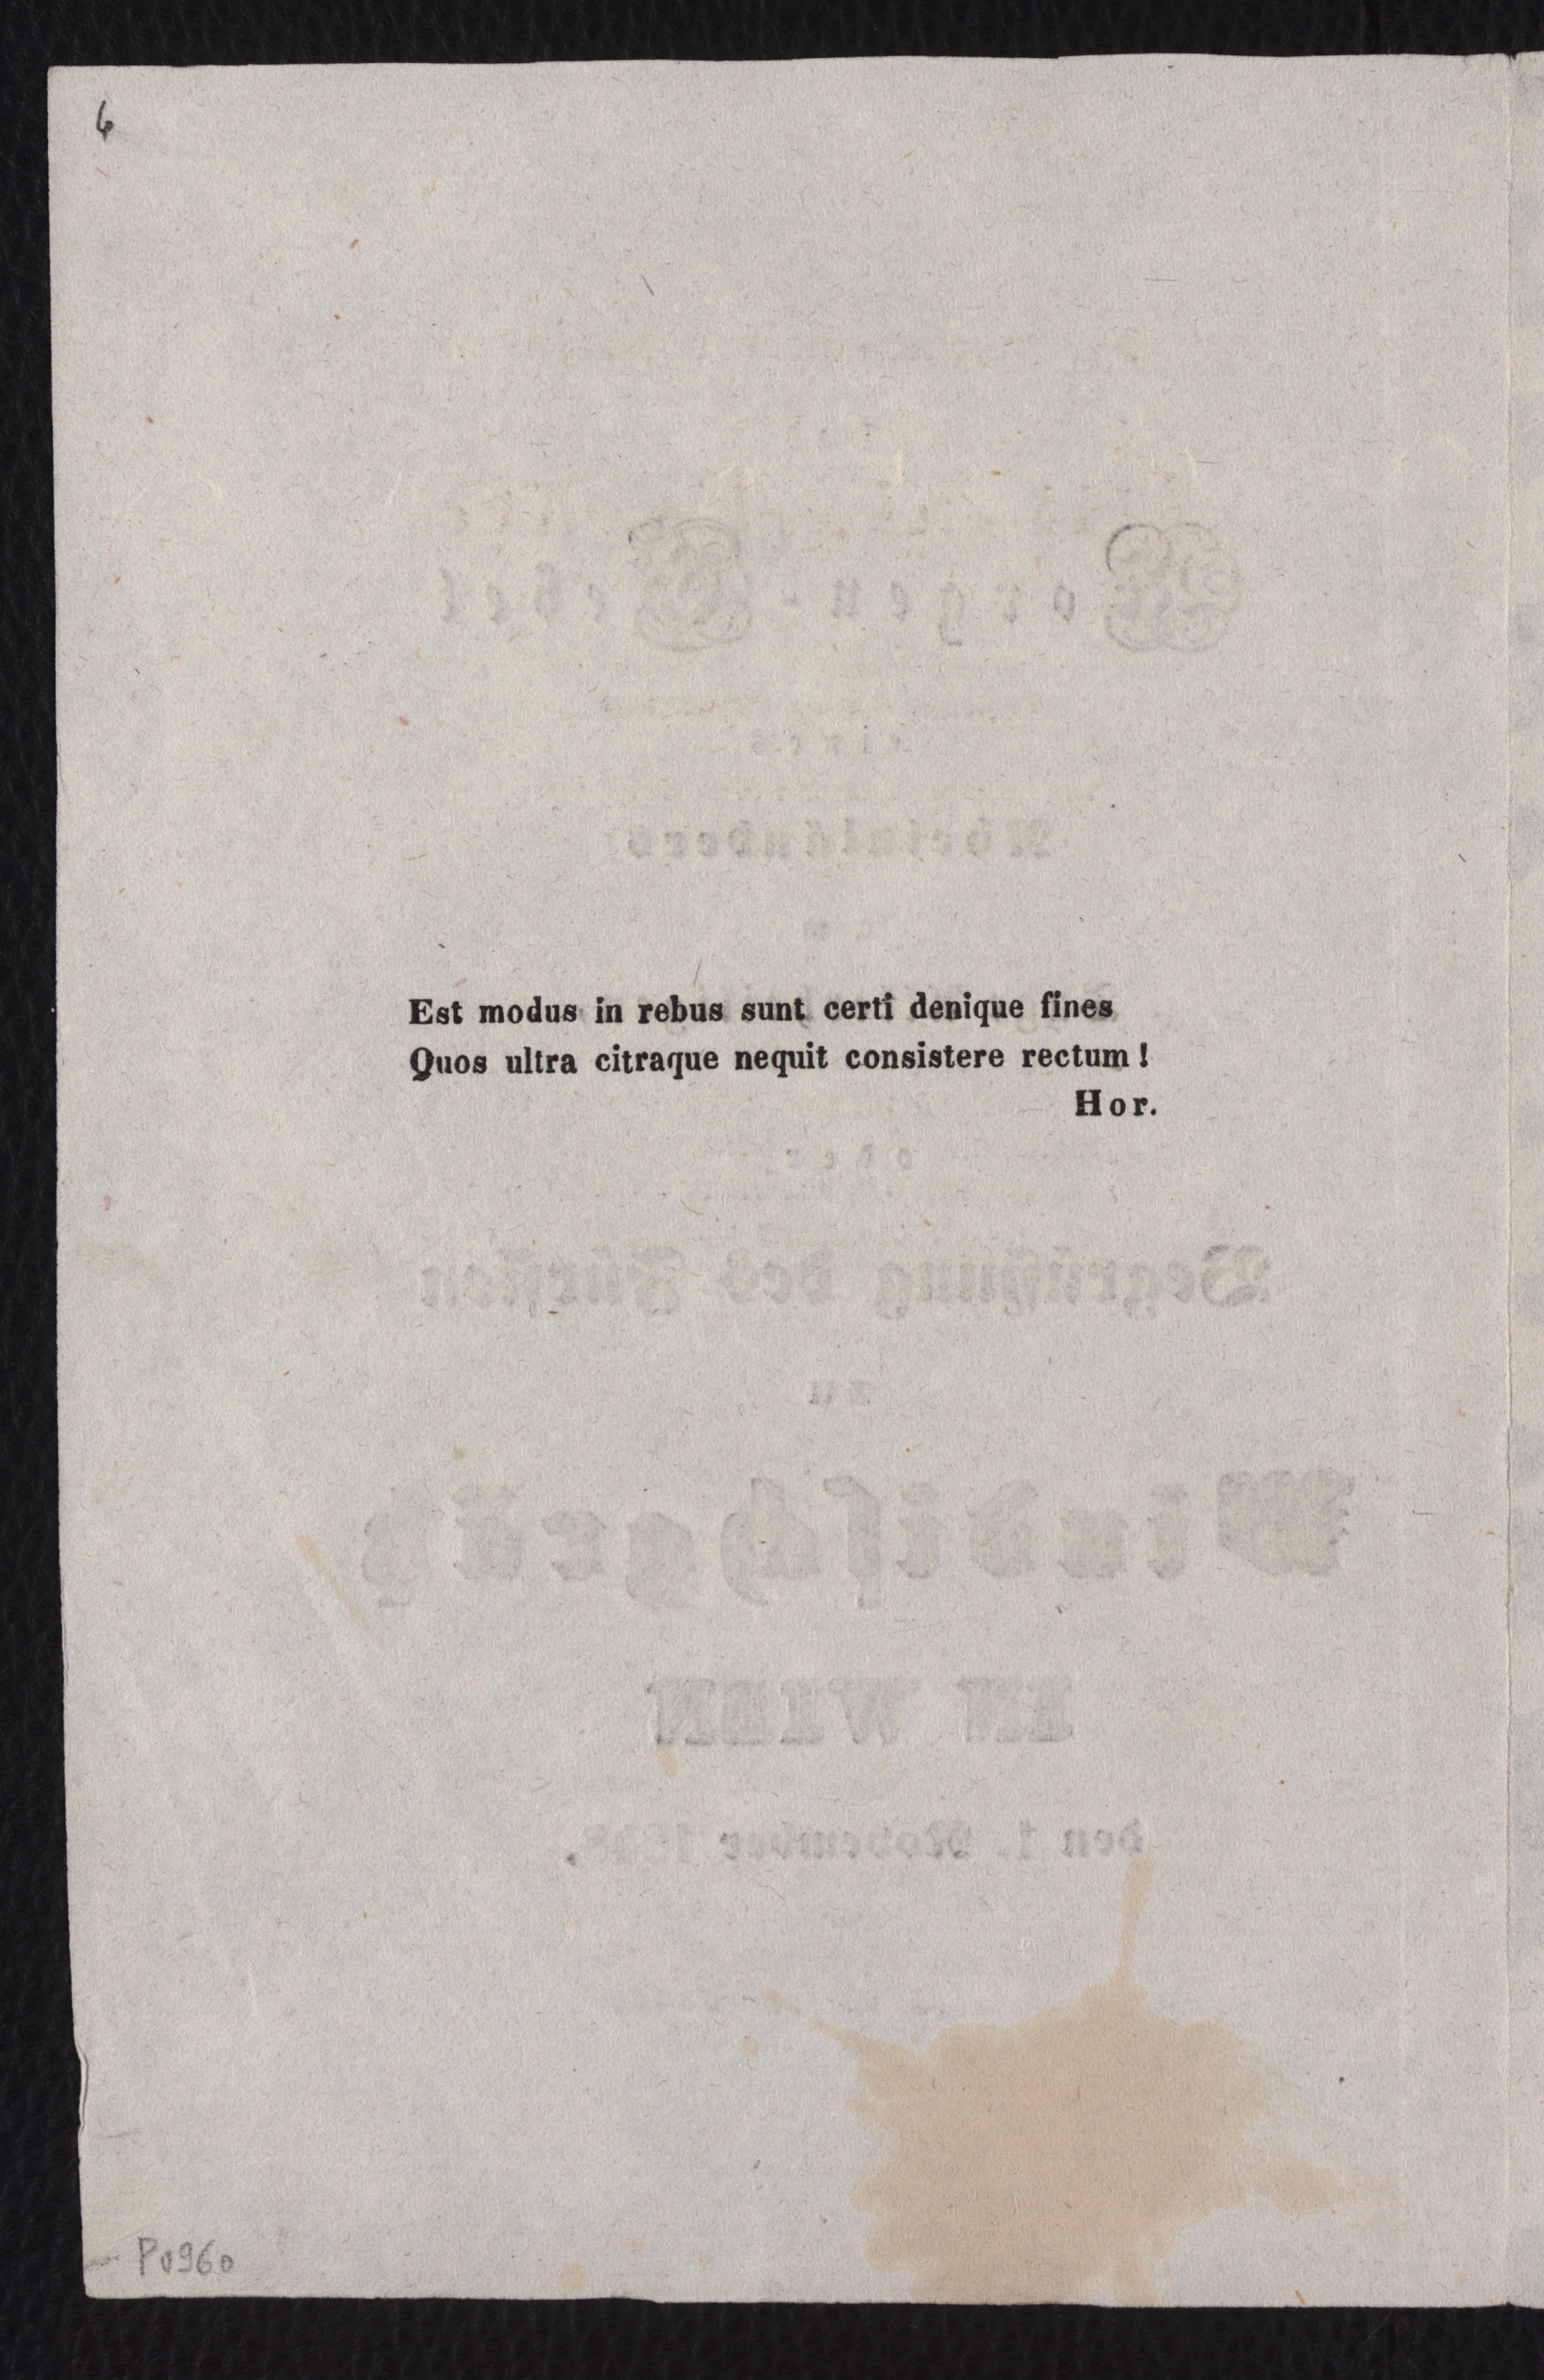 6
Est modus in rebus sunt certi denique fines
Quos ultra citraque nequit consistere rectum!
Hor.
P0960